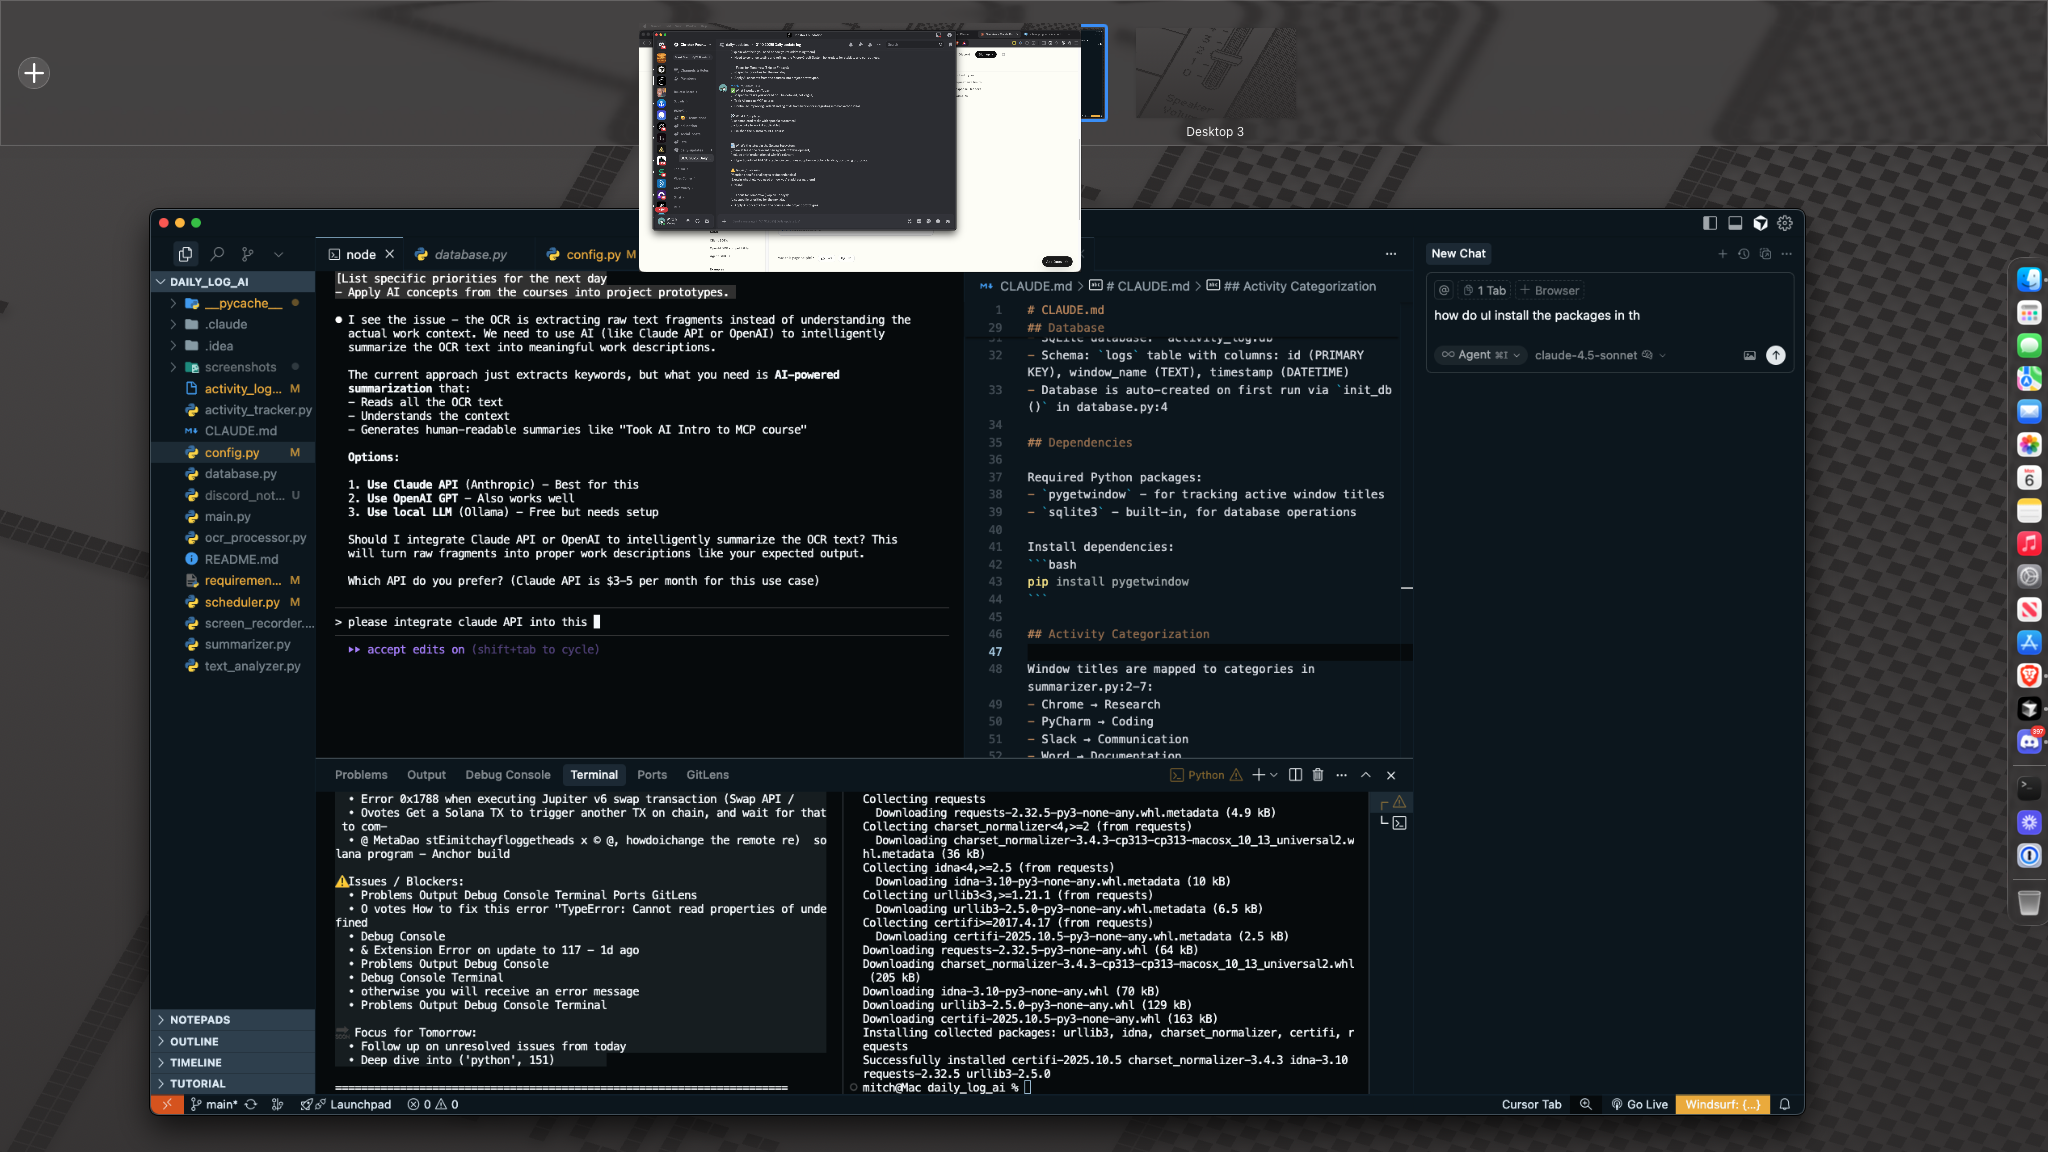 Desktop 3
node
database.py
config.py M
DAILY_LOG_AI
__pycache__
.claude
.idea
screenshots
activity_log...
activity_tracker.py
CLAUDE.md
config.py M
database.py
discord_not... U
main.py
ocr_processor.py
README.md
requiremen... M
scheduler.py M
screen_recorder....
summarizer.py
text_analyzer.py
NOTEPADS
OUTLINE
TIMELINE
TUTORIAL
[List specific priorities for the next day
- Apply AI concepts from the courses into project prototypes.
● I see the issue – the OCR is extracting raw text fragments instead of understanding the
actual work context. We need to use AI (like Claude API or OpenAI) to intelligently
summarize the OCR text into meaningful work descriptions.
The current approach just extracts keywords, but what you need is AI-powered
summarization that:
- Reads all the OCR text
- Understands the context
- Generates human-readable summaries like "Took AI Intro to MCP course"
Options:
1. Use Claude API (Anthropic) – Best for this
2. Use OpenAI GPT – Also works well
3. Use local LLM (Ollama) – Free but needs setup
Should I integrate Claude API or OpenAI to intelligently summarize the OCR text? This
will turn raw fragments into proper work descriptions like your expected output.
Which API do you prefer? (Claude API is $3–5 per month for this use case)
> please integrate claude API into this
accept edits on (shift+tab to cycle)
CLAUDE.md > # CLAUDE.md > ## Activity Categorization
1 # CLAUDE.md
29 ## Database
31 - SQLite database: `activity_log.db`
32 - Schema: `logs` table with columns: id (PRIMARY
KEY), window_name (TEXT), timestamp (DATETIME)
33 - Database is auto-created on first run via `init_db
()` in database.py:4
34
35 ## Dependencies
36
37 Required Python packages:
38 - `pygetwindow` - for tracking active window titles
39 - `sqlite3` - built-in, for database operations
40
41 Install dependencies:
42 ```bash
43 pip install pygetwindow
44 ```
45
46 ## Activity Categorization
47
48 Window titles are mapped to categories in
summarizer.py:2-7:
49 - Chrome → Research
50 - PyCharm → Coding
51 - Slack → Communication
52 - Word → Documentation
New Chat
@ 1 Tab + Browser
how do uI install the packages in th
Agent ⌘I claude-4.5-sonnet
Problems Output Debug Console Terminal Ports GitLens
Python
• Error 0x1788 when executing Jupiter v6 swap transaction (Swap API /
• Ovotes Get a Solana TX to trigger another TX on chain, and wait for that
to com–
• @ MetaDao stEimitchayfloggetheads x © @, howdoichange the remote re) so
lana program – Anchor build
⚠️Issues / Blockers:
• Problems Output Debug Console Terminal Ports GitLens
• O votes How to fix this error "TypeError: Cannot read properties of unde
fined
• Debug Console
• & Extension Error on update to 117 – 1d ago
• Problems Output Debug Console
• Debug Console Terminal
• otherwise you will receive an error message
• Problems Output Debug Console Terminal
Focus for Tomorrow:
• Follow up on unresolved issues from today
• Deep dive into ('python', 151)
Collecting requests
Downloading requests-2.32.5-py3-none-any.whl.metadata (4.9 kB)
Collecting charset_normalizer<4,>=2 (from requests)
Downloading charset_normalizer-3.4.3-cp313-cp313-macosx_10_13_universal2.w
hl.metadata (36 kB)
Collecting idna<4,>=2.5 (from requests)
Downloading idna-3.10-py3-none-any.whl.metadata (10 kB)
Collecting urllib3<3,>=1.21.1 (from requests)
Downloading urllib3-2.5.0-py3-none-any.whl.metadata (6.5 kB)
Collecting certifi>=2017.4.17 (from requests)
Downloading certifi-2025.10.5-py3-none-any.whl.metadata (2.5 kB)
Downloading requests-2.32.5-py3-none-any.whl (64 kB)
Downloading charset_normalizer-3.4.3-cp313-cp313-macosx_10_13_universal2.whl
(205 kB)
Downloading idna-3.10-py3-none-any.whl (70 kB)
Downloading urllib3-2.5.0-py3-none-any.whl (129 kB)
Downloading certifi-2025.10.5-py3-none-any.whl (163 kB)
Installing collected packages: urllib3, idna, charset_normalizer, certifi, r
equests
Successfully installed certifi-2025.10.5 charset_normalizer-3.4.3 idna-3.10
requests-2.32.5 urllib3-2.5.0
mitch@Mac daily_log_ai %
main* Launchpad 0 0
Cursor Tab Go Live Windsurf: {...}
6
397